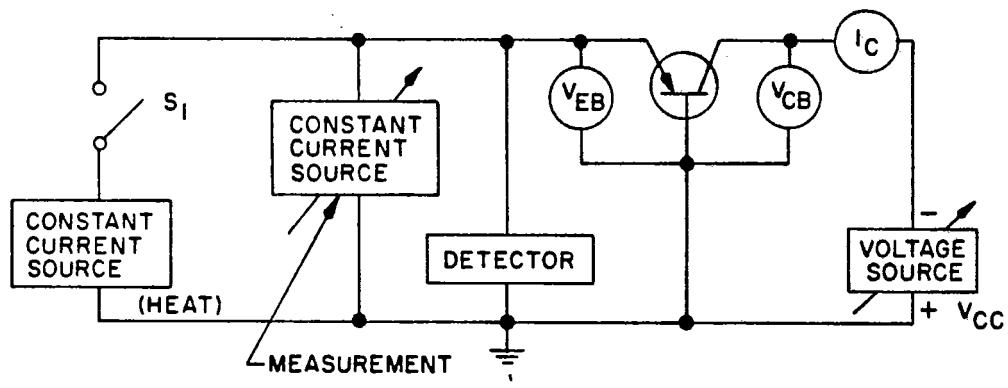 S1
CONSTANT
CURRENT
SOURCE
(HEAT)
CONSTANT
CURRENT
SOURCE
MEASUREMENT
DETECTOR
VEB
VCB
IC
−
VOLTAGE
SOURCE
+ VCC